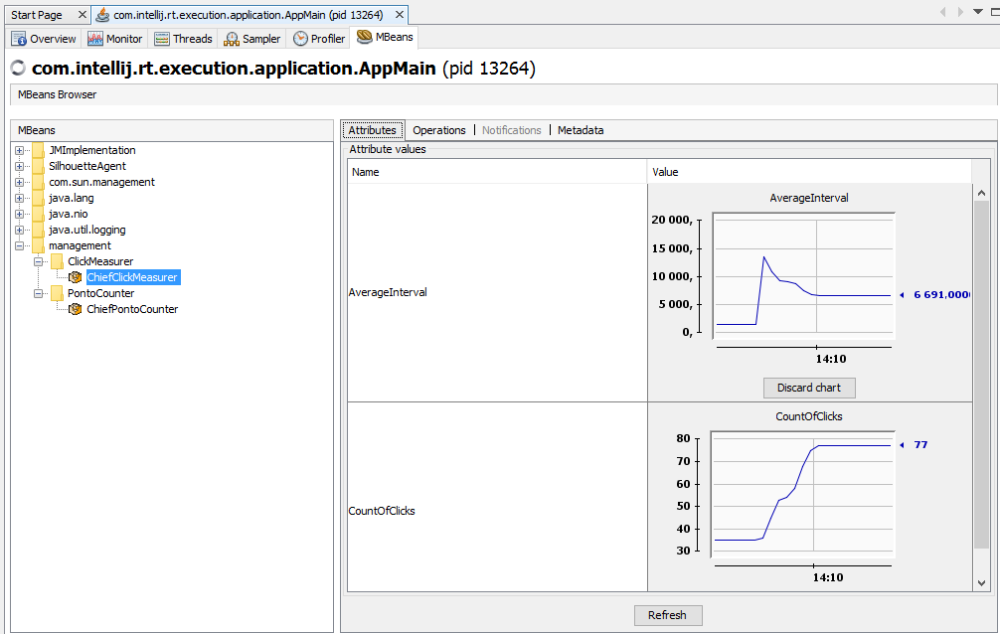 Start Page
com.intellij.rt.execution.application.AppMain (pid 13264)
Overview Monitor Threads Sampler Profiler MBeans
com.intellij.rt.execution.application.AppMain (pid 13264)
MBeans Browser
MBeans
JMImplementation
SilhouetteAgent
com.sun.management
java.lang
java.nio
java.util.logging
management
ClickMeasurer
ChiefClickMeasurer
PontoCounter
ChiefPontoCounter
Attributes Operations Notifications Metadata
Attribute values
Name Value
AverageInterval
AverageInterval
20 000,
15 000,
10 000,
5 000,
0,
6 691,0000
14:10
Discard chart
CountOfClicks
CountOfClicks
80
70
60
50
40
30
77
14:10
Refresh